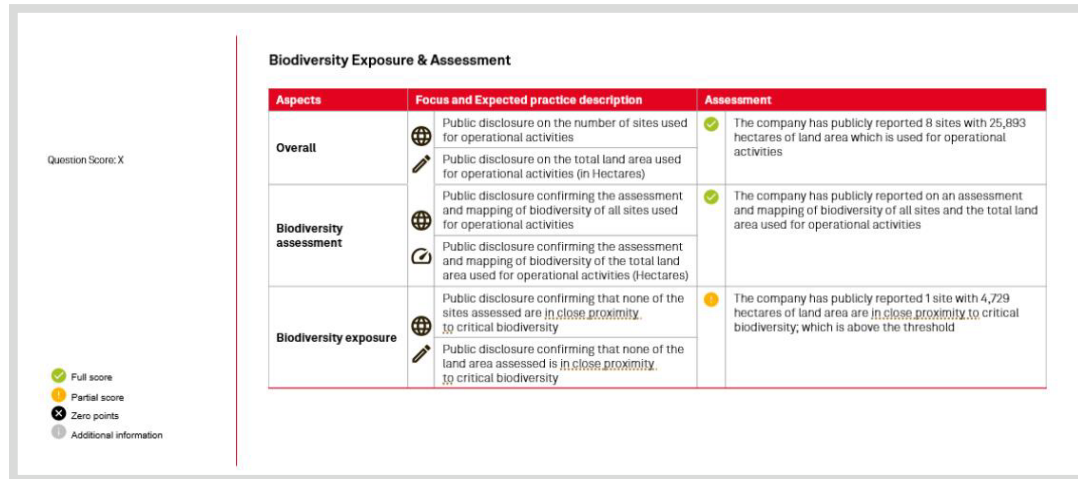 Biodiversity Exposure & Assessment
Aspects
Focus and Expected practice description
Assessment
Question Score: X
Overall
Public disclosure on the number of sites used
for operational activities
Public disclosure on the total land area used
for operational activities (in Hectares)
The company has publicly reported 8 sites with 25,893
hectares of land area which is used for operational
activities
Biodiversity
assessment
Public disclosure confirming the assessment
and mapping of biodiversity of all sites used
for operational activities
Public disclosure confirming the assessment
and mapping of biodiversity of the total land
area used for operational activities (Hectares)
The company has publicly reported on an assessment
and mapping of biodiversity of all sites and the total land
area used for operational activities
Biodiversity exposure
Public disclosure confirming that none of the
sites assessed are in close proximity
to critical biodiversity
Public disclosure confirming that none of the
land area assessed is in close proximity
to critical biodiversity
The company has publicly reported 1 site with 4,729
hectares of land area are in close proximity to critical
biodiversity; which is above the threshold
Full score
Partial score
Zero points
Additional information